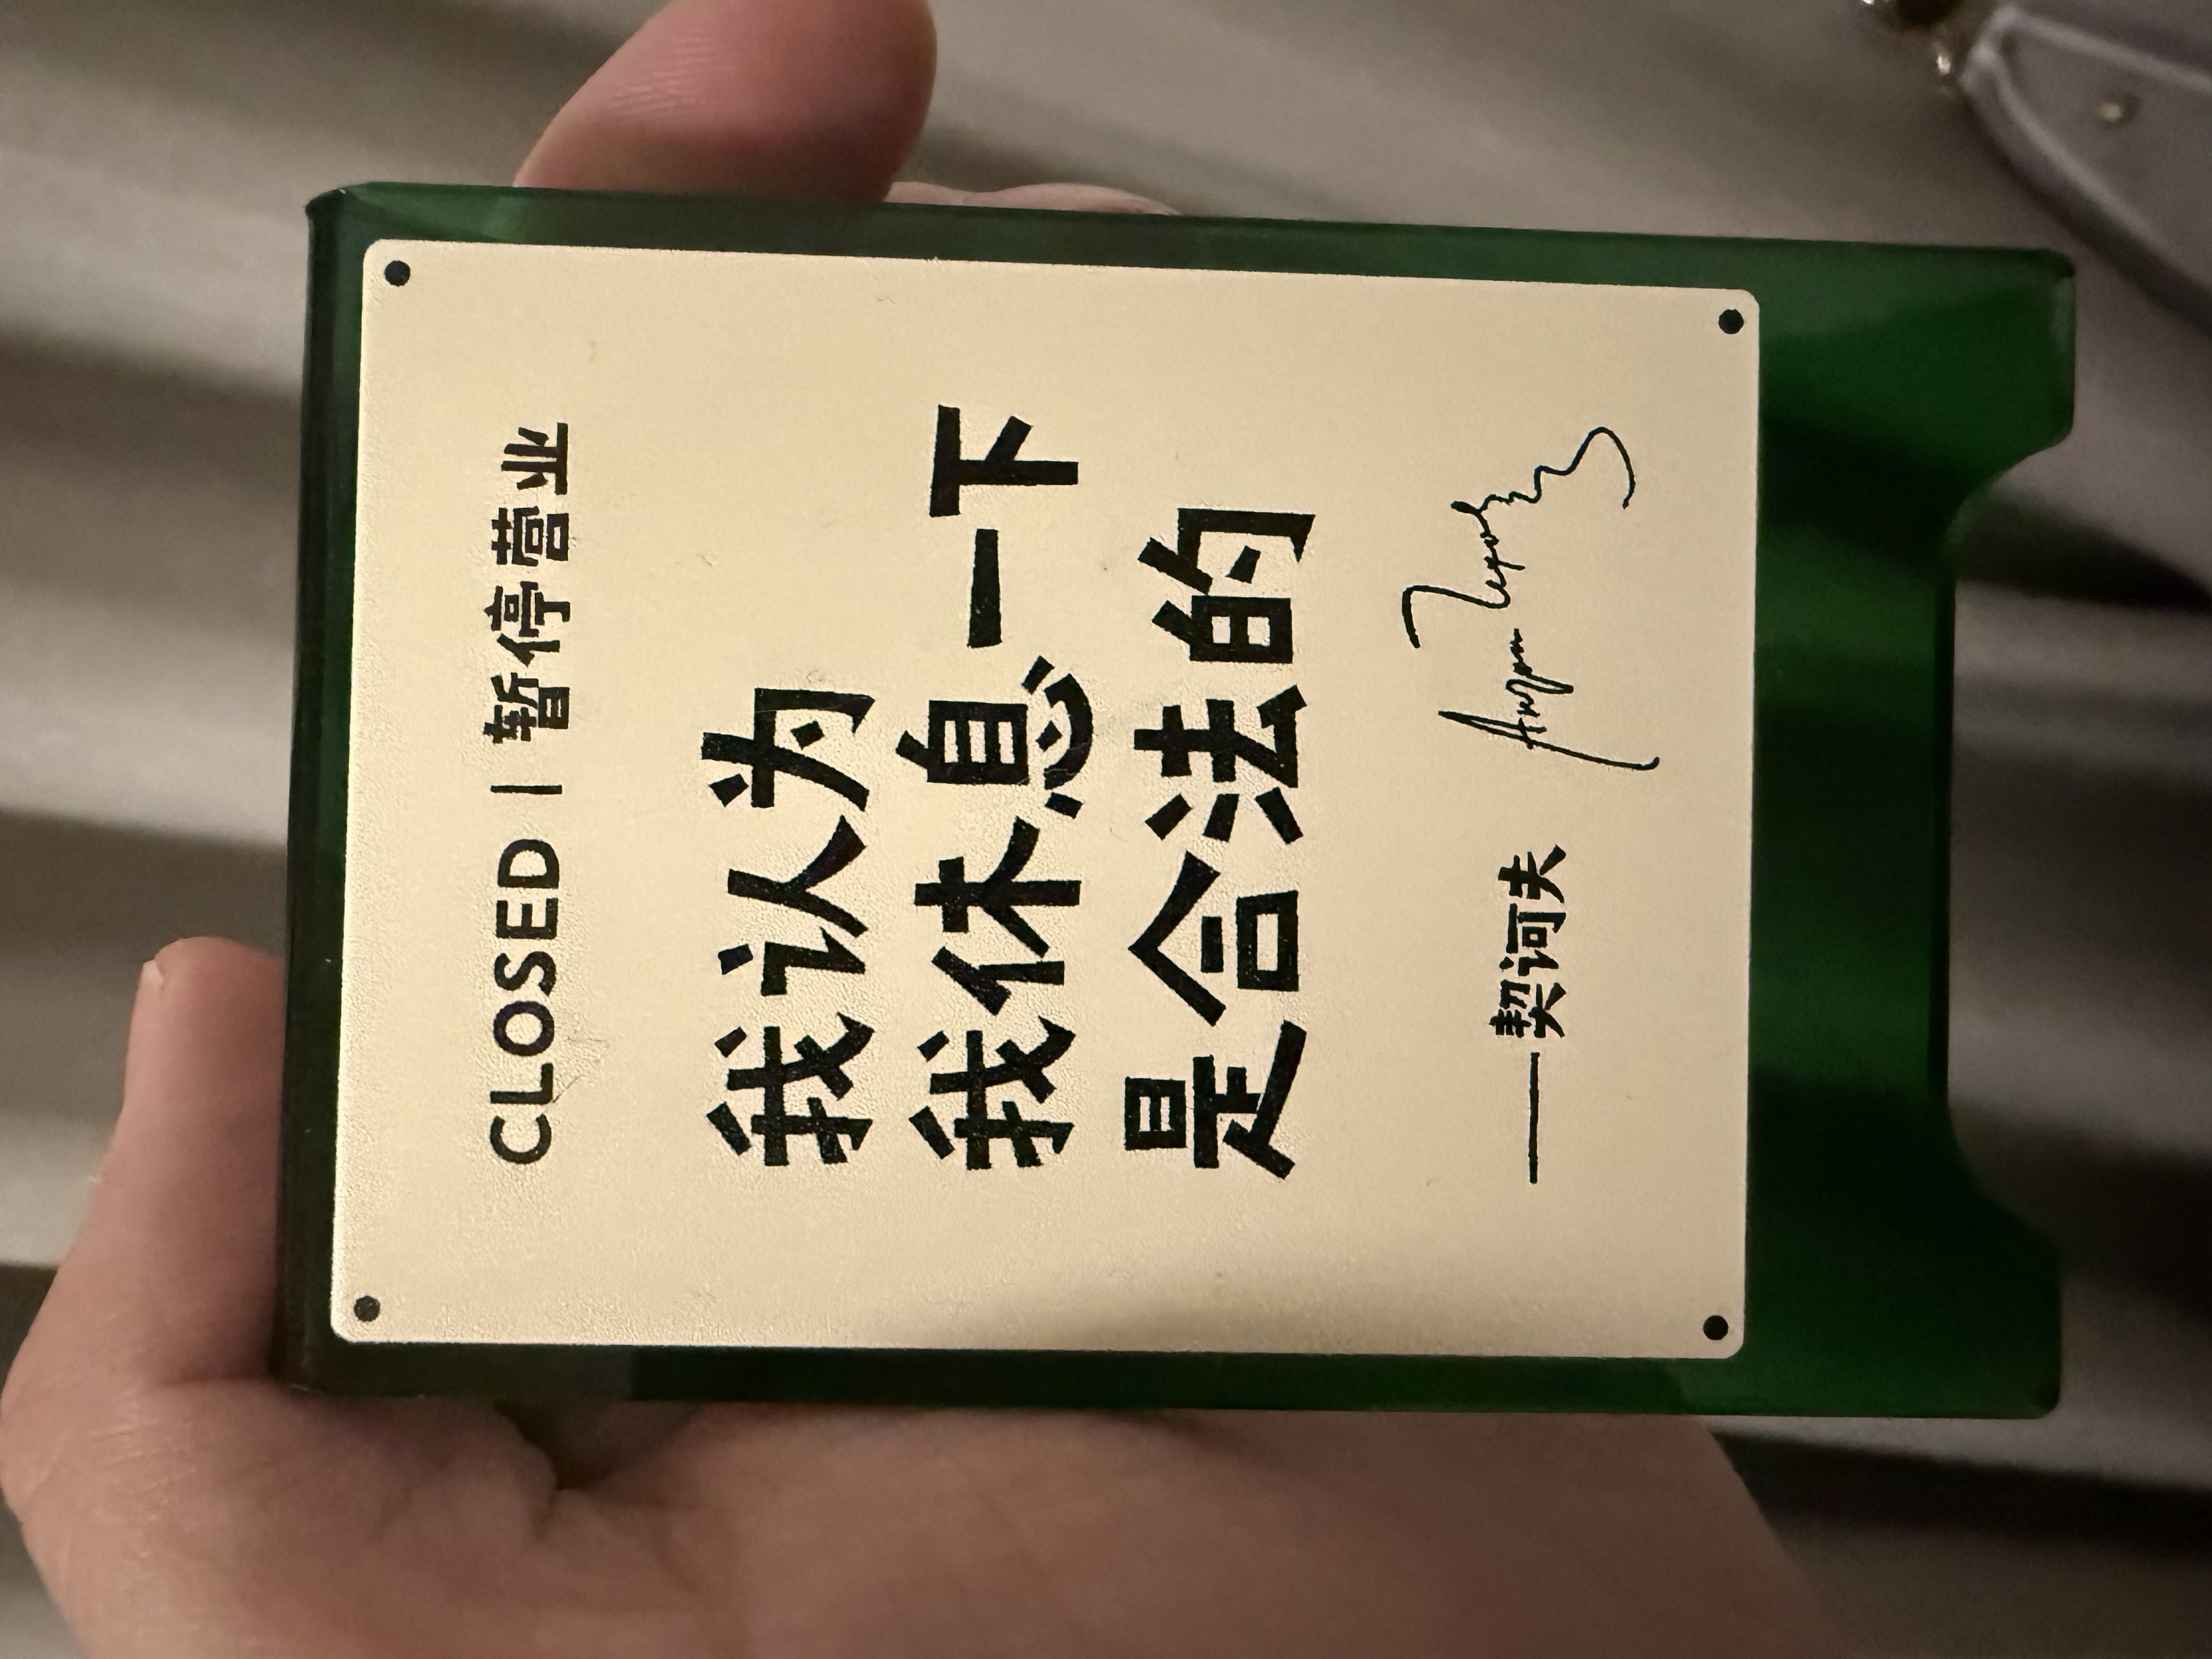 CLOSED | 暂停营业
我认为
我休息一下
是合法的
——契诃夫